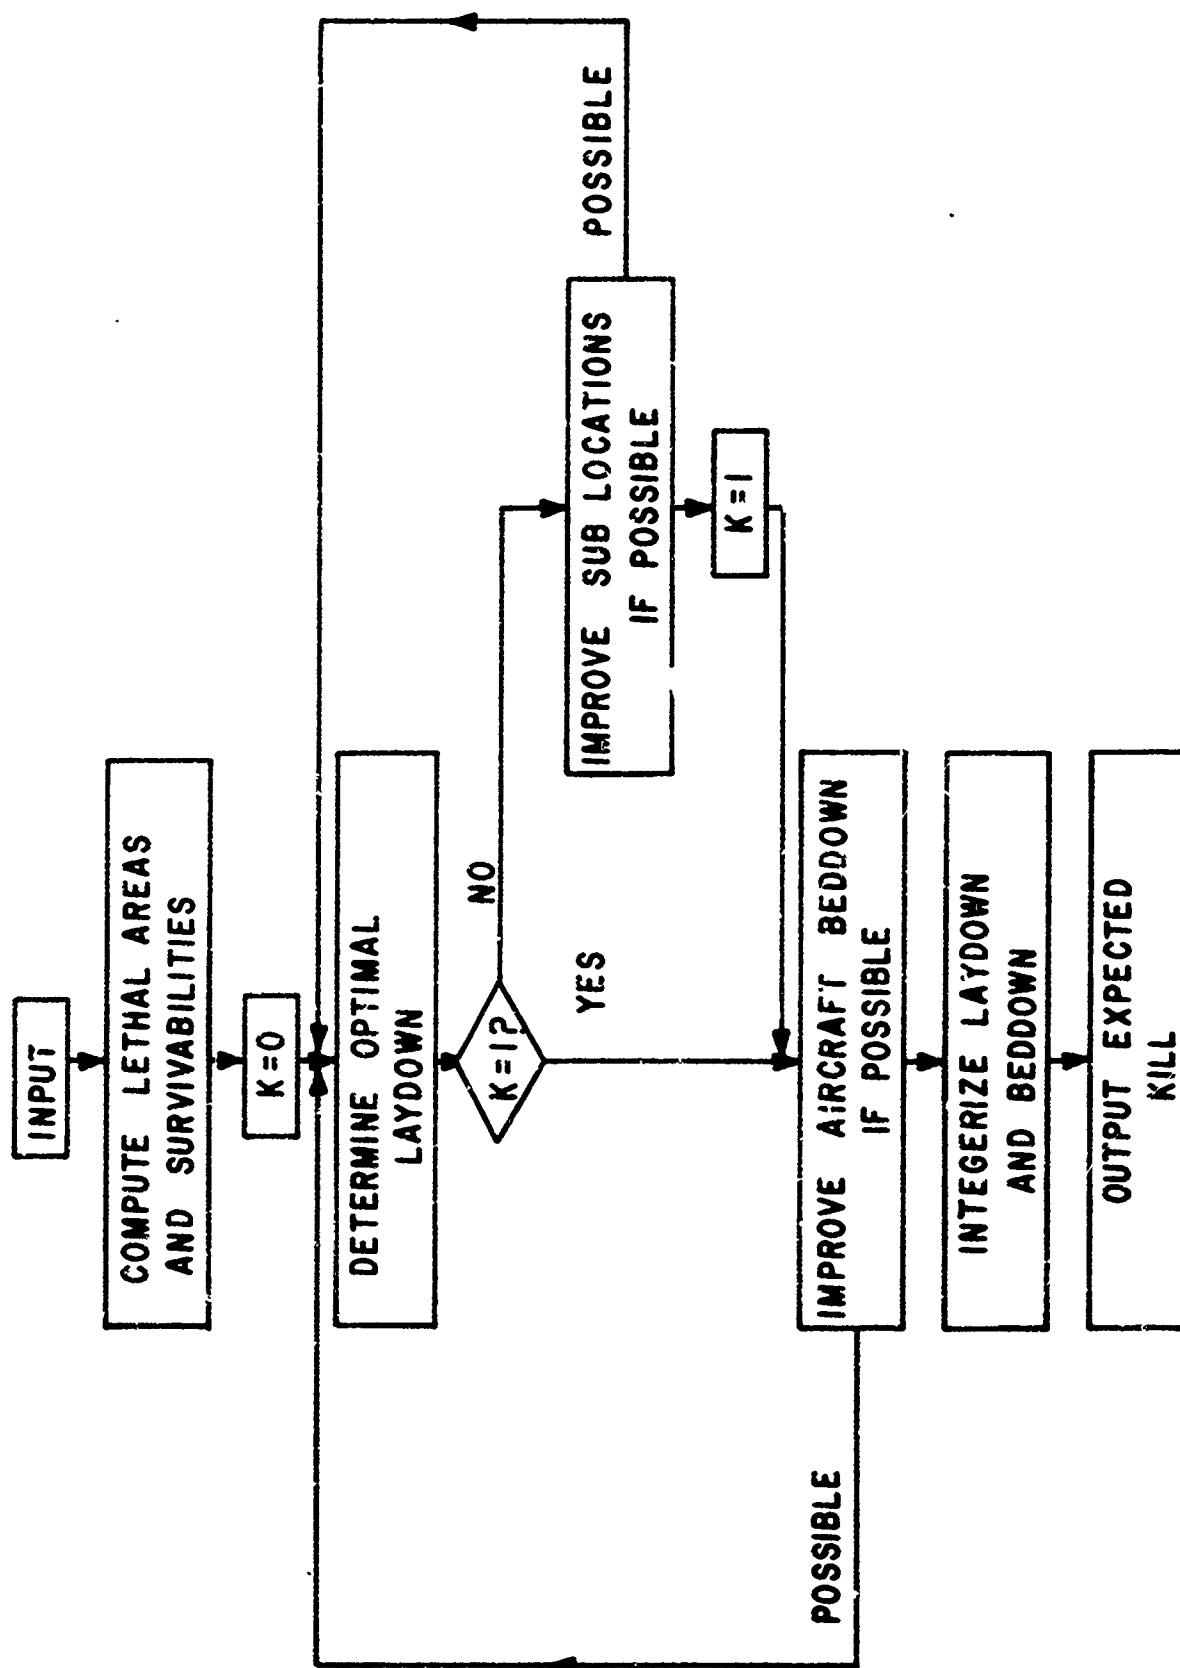 INPUT
COMPUTE LETHAL AREAS
AND SURVIVABILITIES
K=0
DETERMINE OPTIMAL
LAYDOWN
K=1?
NO
YES
IMPROVE SUB LOCATIONS
IF POSSIBLE
POSSIBLE
K=1
IMPROVE AIRCRAFT BEDDOWN
IF POSSIBLE
POSSIBLE
INTEGERIZE LAYDOWN
AND BEDDOWN
OUTPUT EXPECTED
KILL